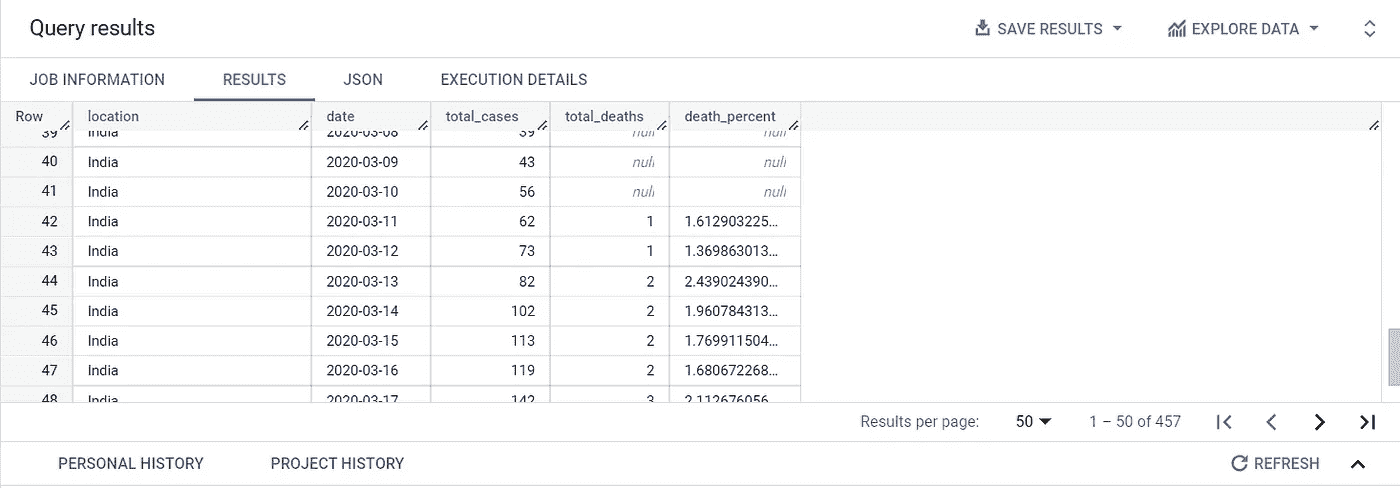 Query results SAVE RESULTS EXPLORE DATA
JOB INFORMATION RESULTS JSON EXECUTION DETAILS
Row location date total_cases total_deaths death_percent
39 India 2020-03-08 39 null null
40 India 2020-03-09 43 null null
41 India 2020-03-10 56 null null
42 India 2020-03-11 62 1 1.612903225...
43 India 2020-03-12 73 1 1.369863013...
44 India 2020-03-13 82 2 2.439024390...
45 India 2020-03-14 102 2 1.960784313...
46 India 2020-03-15 113 2 1.769911504...
47 India 2020-03-16 119 2 1.680672268...
48 India 2020-03-17 142 3 2.112676056...
Results per page: 50 1 – 50 of 457
PERSONAL HISTORY PROJECT HISTORY REFRESH